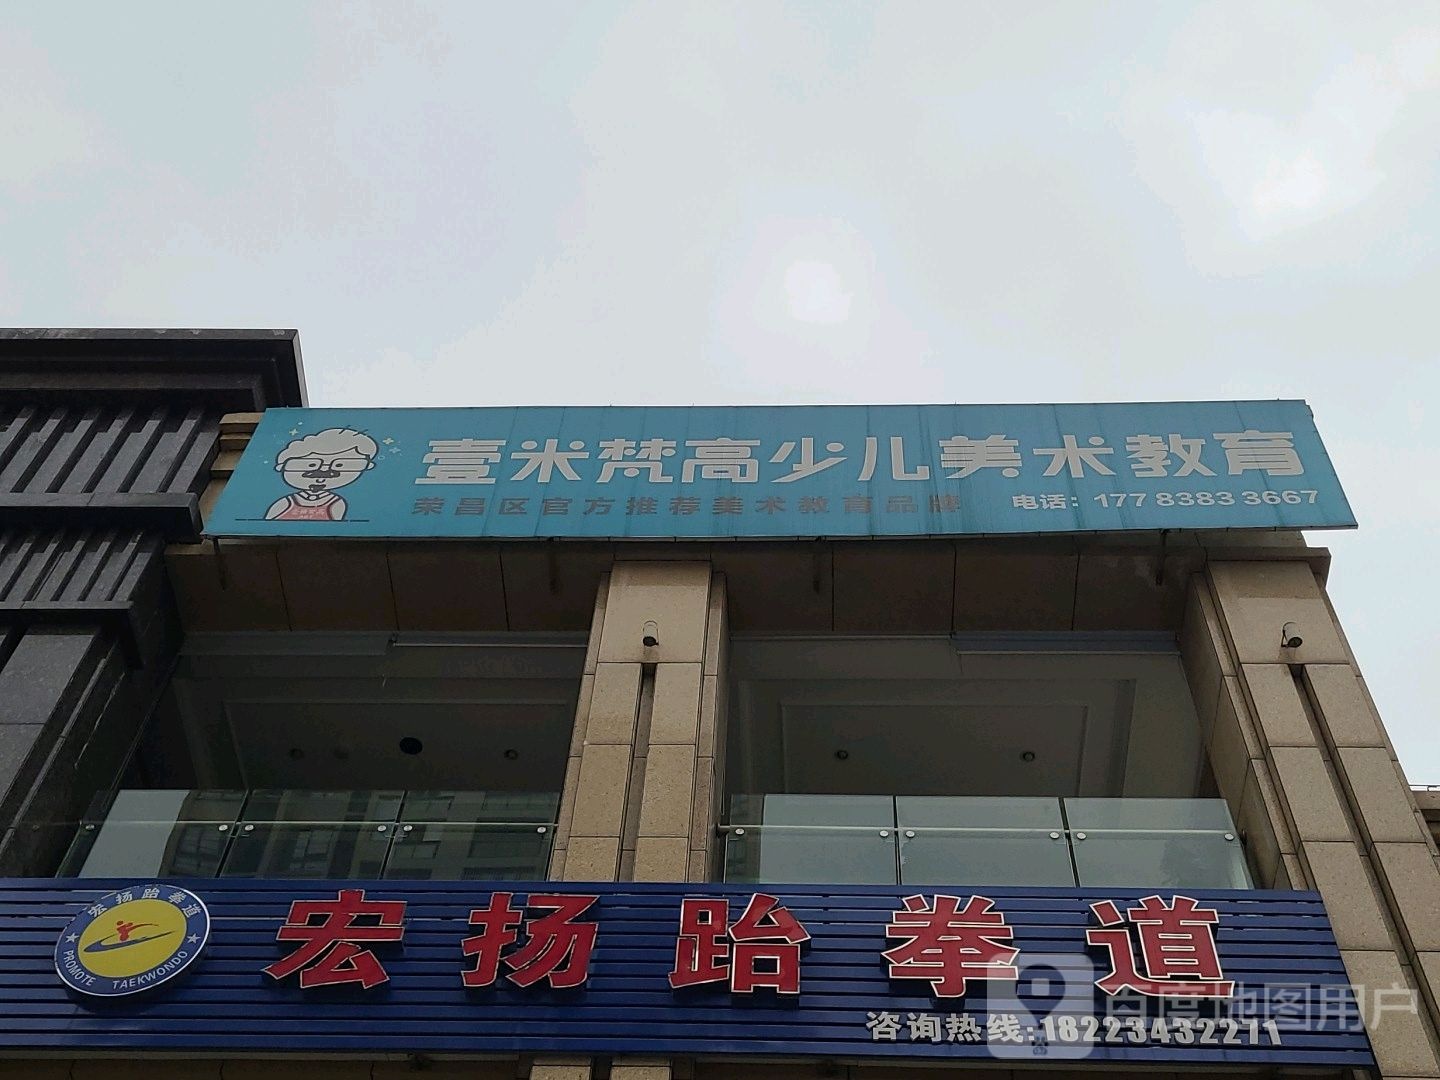 壹米梵高少儿美术教育
荣昌区官方推荐美术教育品牌
电话：177 8383 3667
宏扬跆拳道
PROMOTE TAEKWONDO
宏扬跆拳道
咨询热线:18223432271
百度地图用户